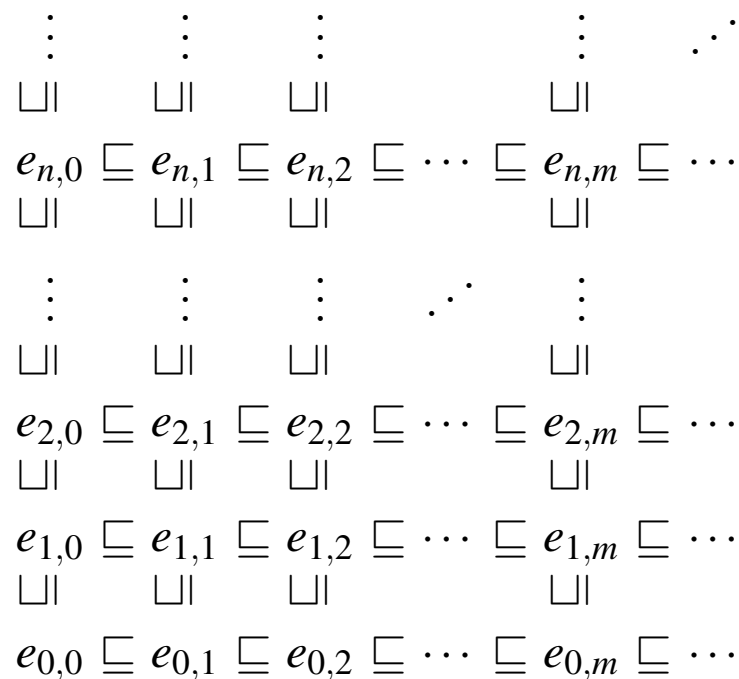 ⋮ ⋮ ⋮ ⋮ ⋰
⊔| ⊔| ⊔| ⊔|
e_{n,0} ⊑ e_{n,1} ⊑ e_{n,2} ⊑ ⋯ ⊑ e_{n,m} ⊑ ⋯
⊔| ⊔| ⊔| ⊔|
⋮ ⋮ ⋮ ⋰ ⋮
⊔| ⊔| ⊔| ⊔|
e_{2,0} ⊑ e_{2,1} ⊑ e_{2,2} ⊑ ⋯ ⊑ e_{2,m} ⊑ ⋯
⊔| ⊔| ⊔| ⊔|
e_{1,0} ⊑ e_{1,1} ⊑ e_{1,2} ⊑ ⋯ ⊑ e_{1,m} ⊑ ⋯
⊔| ⊔| ⊔| ⊔|
e_{0,0} ⊑ e_{0,1} ⊑ e_{0,2} ⊑ ⋯ ⊑ e_{0,m} ⊑ ⋯